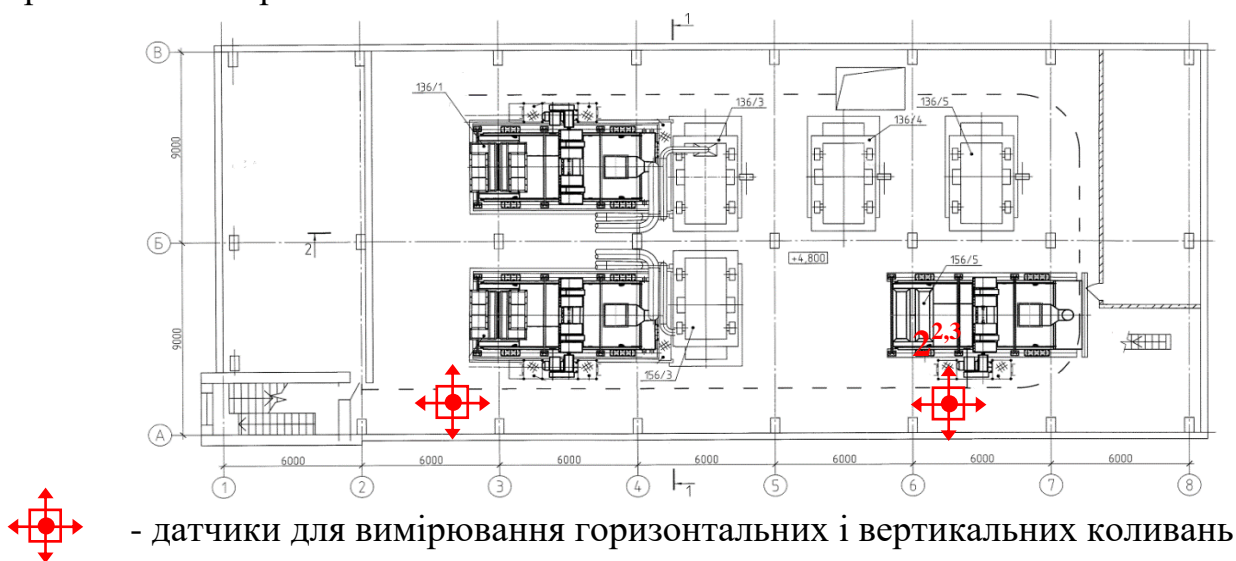 1
В
136/1
136/3
136/5
136/4
9000
Б
2
+4,800
156/5
9000
2 2,3
156/3
А
6000 6000 6000 6000 6000 6000 6000
1 2 3 4 1 5 6 7 8
- датчики для вимірювання горизонтальних і вертикальних коливань